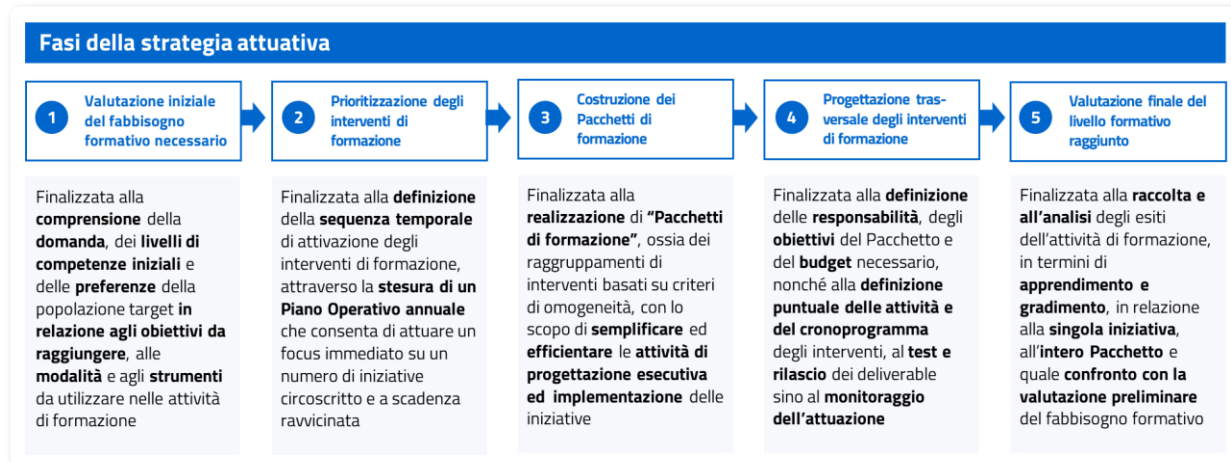 Fasi della strategia attuativa
1
Valutazione iniziale
del fabbisogno
formativo necessario
2
Prioritizzazione degli
interventi di
formazione
3
Costruzione dei
Pacchetti di
formazione
4
Progettazione tras-
versale degli interventi
di formazione
5
Valutazione finale del
livello formativo
raggiunto
Finalizzata alla
comprensione della
domanda, dei livelli di
competenze iniziali e
delle preferenze della
popolazione target in
relazione agli obiettivi da
raggiungere, alle
modalità e agli strumenti
da utilizzare nelle attività
di formazione
Finalizzata alla definizione
della sequenza temporale
di attivazione degli
interventi di formazione,
attraverso la stesura di un
Piano Operativo annuale
che consenta di attuare un
focus immediato su un
numero di iniziative
circoscritto e a scadenza
ravvicinata
Finalizzata alla
realizzazione di “Pacchetti
di formazione”, ossia dei
raggruppamenti di
interventi basati su criteri
di omogeneità, con lo
scopo di semplificare ed
efficientare le attività di
progettazione esecutiva
ed implementazione delle
iniziative
Finalizzata alla definizione
delle responsabilità, degli
obiettivi del Pacchetto e
del budget necessario,
nonché alla definizione
puntuale delle attività e
del cronoprogramma
degli interventi, al test e
rilascio dei deliverable
sino al monitoraggio
dell’attuazione
Finalizzata alla raccolta e
all’analisi degli esiti
dell’attività di formazione,
in termini di
apprendimento e
gradimento, in relazione
alla singola iniziativa,
all’intero Pacchetto e
quale confronto con la
valutazione preliminare
del fabbisogno formativo